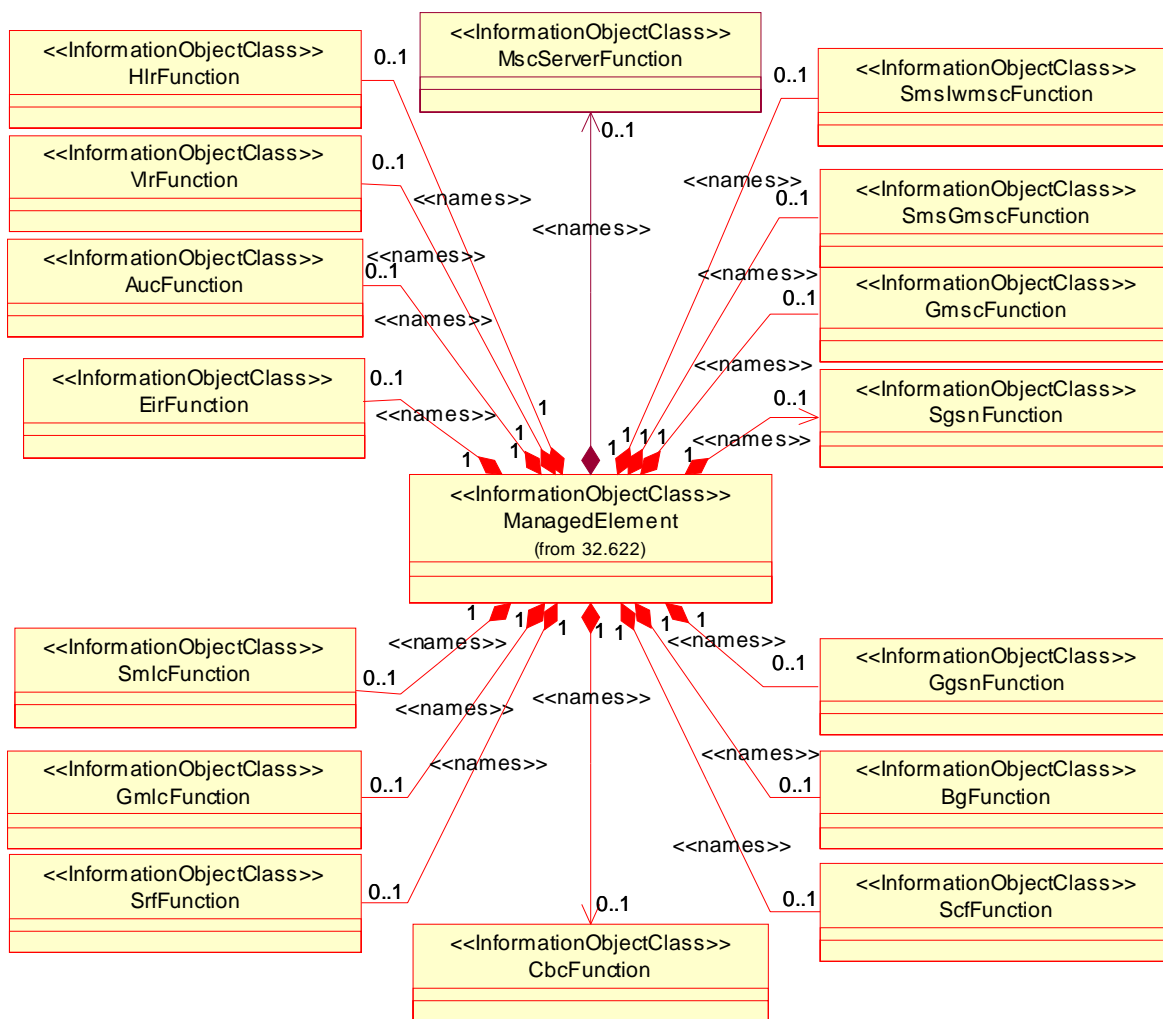 <<InformationObjectClass>>
HlrFunction
0..1
<<InformationObjectClass>>
MscServerFunction
0..1
0..1
<<InformationObjectClass>>
SmsIwmscFunction
<<InformationObjectClass>>
VlrFunction
0..1
<<names>>
<<names>>
<<names>>
0..1
<<InformationObjectClass>>
SmsGmscFunction
<<InformationObjectClass>>
AucFunction
<<names>>
0..1
<<names>>
<<names>>
0..1
<<InformationObjectClass>>
GmscFunction
<<InformationObjectClass>>
EirFunction
0..1
<<names>>
<<names>>
0..1
<<InformationObjectClass>>
SgsnFunction
<<names>>
1
1
1
1
1
1
1
1
<<InformationObjectClass>>
ManagedElement
(from 32.622)
1
1
1
1
1
1
1
<<InformationObjectClass>>
SmlcFunction
0..1
<<names>>
<<names>>
0..1
<<InformationObjectClass>>
GgsnFunction
<<names>>
<<names>>
<<InformationObjectClass>>
GmlcFunction
0..1
<<names>>
<<names>>
0..1
<<InformationObjectClass>>
BgFunction
<<names>>
<<InformationObjectClass>>
SrfFunction
0..1
0..1
0..1
<<InformationObjectClass>>
ScfFunction
<<InformationObjectClass>>
CbcFunction